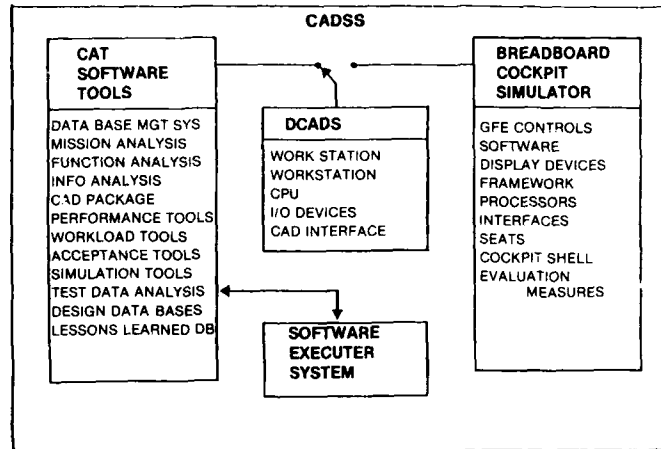 CADSS
CAT
SOFTWARE
TOOLS
DATA BASE MGT SYS
MISSION ANALYSIS
FUNCTION ANALYSIS
INFO ANALYSIS
CAD PACKAGE
PERFORMANCE TOOLS
WORKLOAD TOOLS
ACCEPTANCE TOOLS
SIMULATION TOOLS
TEST DATA ANALYSIS
DESIGN DATA BASES
LESSONS LEARNED DB
DCADS
WORK STATION
WORKSTATION
CPU
I/O DEVICES
CAD INTERFACE
SOFTWARE
EXECUTER
SYSTEM
BREADBOARD
COCKPIT
SIMULATOR
GFE CONTROLS
SOFTWARE
DISPLAY DEVICES
FRAMEWORK
PROCESSORS
INTERFACES
SEATS
COCKPIT SHELL
EVALUATION
MEASURES